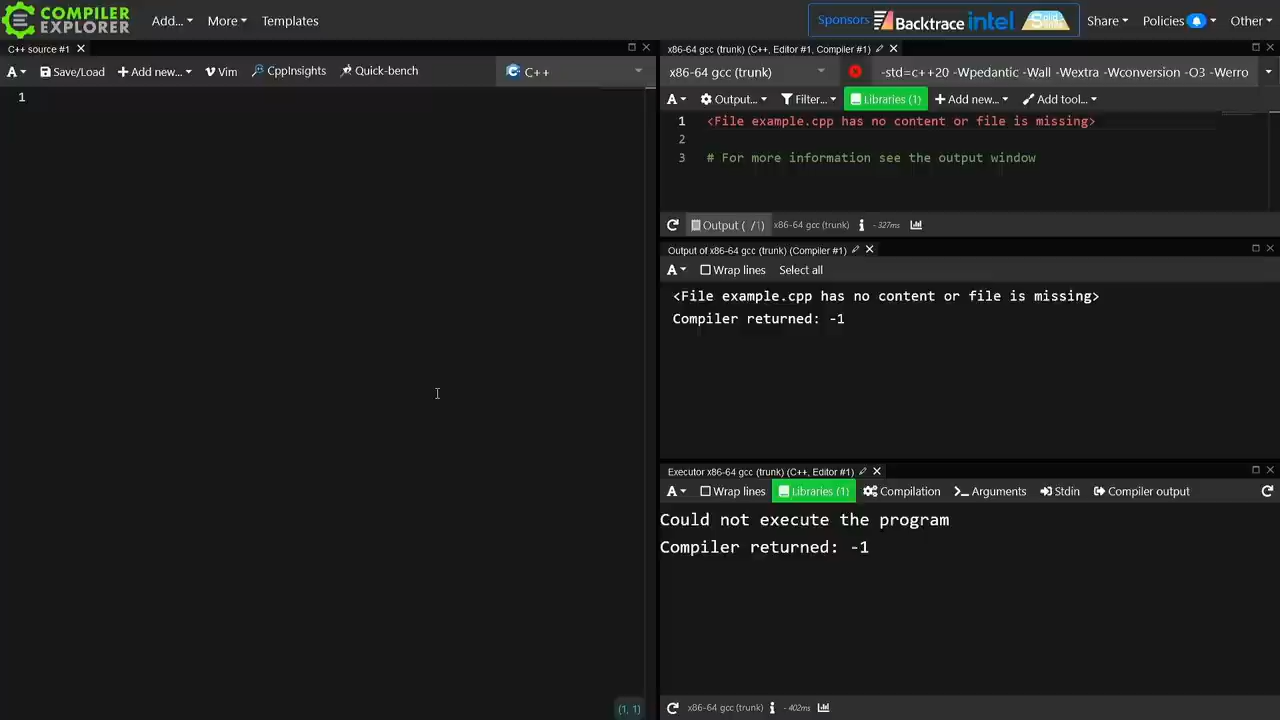 COMPILER EXPLORER
Add... More Templates
Sponsors Backtrace intel Solid Sands
Share Policies Other
C++ source #1
A Save/Load + Add new... Vim CppInsights Quick-bench C++
1
x86-64 gcc (trunk) (C++, Editor #1, Compiler #1)
x86-64 gcc (trunk) -std=c++20 -Wpedantic -Wall -Wextra -Wconversion -O3 -Werro
A Output... Filter... Libraries (1) + Add new... Add tool...
1 <File example.cpp has no content or file is missing>
2
3 # For more information see the output window
Output ( /1) x86-64 gcc (trunk) i - 327ms
Output of x86-64 gcc (trunk) (Compiler #1)
A Wrap lines Select all
<File example.cpp has no content or file is missing>
Compiler returned: -1
Executor x86-64 gcc (trunk) (C++, Editor #1)
A Wrap lines Libraries (1) Compilation >_ Arguments Stdin Compiler output
Could not execute the program
Compiler returned: -1
x86-64 gcc (trunk) i - 402ms
(1, 1)